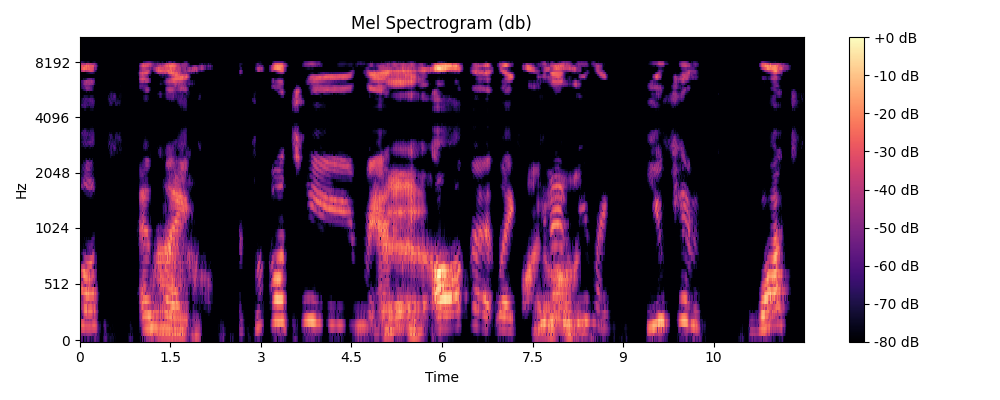 Mel Spectrogram (db)
8192
4096
2048
1024
512
0
Hz
0 1.5 3 4.5 6 7.5 9 10
Time
+0 dB
-10 dB
-20 dB
-30 dB
-40 dB
-50 dB
-60 dB
-70 dB
-80 dB